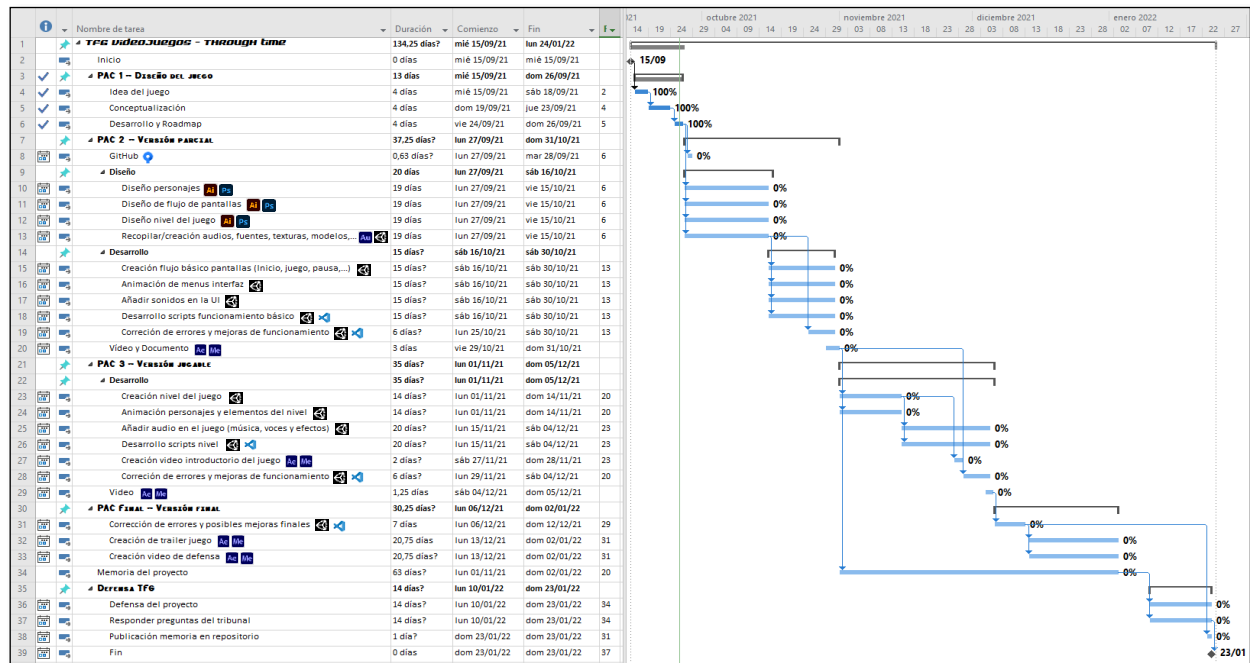 Nombre de tarea Duración Comienzo Fin
021 octubre 2021 noviembre 2021 diciembre 2021 enero 2022
14 19 24 29 04 09 14 19 24 29 03 08 13 18 23 28 03 08 13 18 23 28 02 07 12 17 22 27
1 TFG VideoJuegos - Through time 134,25 días? mié 15/09/21 lun 24/01/22
2 Inicio 0 días mié 15/09/21 mié 15/09/21 15/09
3 PAC 1 – Diseño del juego 13 días mié 15/09/21 dom 26/09/21
4 Idea del juego 4 días mié 15/09/21 sáb 18/09/21 2 100%
5 Conceptualización 4 días dom 19/09/21 jue 23/09/21 4 100%
6 Desarrollo y Roadmap 4 días vie 24/09/21 dom 26/09/21 5 100%
7 PAC 2 – Versión parcial 37,25 días? lun 27/09/21 dom 31/10/21
8 GitHub 0,63 días? lun 27/09/21 mar 28/09/21 6 0%
9 Diseño 20 días lun 27/09/21 sáb 16/10/21
10 Diseño personajes Ai Ps 19 días lun 27/09/21 vie 15/10/21 6 0%
11 Diseño de flujo de pantallas Ai Ps 19 días lun 27/09/21 vie 15/10/21 6 0%
12 Diseño nivel del juego Ai Ps 19 días lun 27/09/21 vie 15/10/21 6 0%
13 Recopilar/creación audios, fuentes, texturas, modelos,... Au 19 días lun 27/09/21 vie 15/10/21 6 0%
14 Desarrollo 15 días? sáb 16/10/21 sáb 30/10/21
15 Creación flujo básico pantallas (Inicio, juego, pausa,...) 15 días? sáb 16/10/21 sáb 30/10/21 13 0%
16 Animación de menus interfaz 15 días? sáb 16/10/21 sáb 30/10/21 13 0%
17 Añadir sonidos en la UI 15 días? sáb 16/10/21 sáb 30/10/21 13 0%
18 Desarrollo scripts funcionamiento básico 15 días? sáb 16/10/21 sáb 30/10/21 13 0%
19 Correción de errores y mejoras de funcionamiento 6 días? lun 25/10/21 sáb 30/10/21 13 0%
20 Vídeo y Documento Ae Me 3 días vie 29/10/21 dom 31/10/21 0%
21 PAC 3 – Versión jugable 35 días? lun 01/11/21 dom 05/12/21
22 Desarrollo 35 días? lun 01/11/21 dom 05/12/21
23 Creación nivel del juego 14 días? lun 01/11/21 dom 14/11/21 20 0%
24 Animación personajes y elementos del nivel 14 días? lun 01/11/21 dom 14/11/21 20 0%
25 Añadir audio en el juego (música, voces y efectos) 20 días? lun 15/11/21 sáb 04/12/21 23 0%
26 Desarrollo scripts nivel 20 días? lun 15/11/21 sáb 04/12/21 23 0%
27 Creación video introductorio del juego Ae Me 2 días? sáb 27/11/21 dom 28/11/21 23 0%
28 Correción de errores y mejoras de funcionamiento 6 días? lun 29/11/21 sáb 04/12/21 20 0%
29 Video Ae Me 1,25 días sáb 04/12/21 dom 05/12/21 0%
30 PAC Final – Versión final 30,25 días? lun 06/12/21 dom 02/01/22
31 Corrección de errores y posibles mejoras finales 7 días lun 06/12/21 dom 12/12/21 29 0%
32 Creación de trailer juego Ae Me 20,75 días lun 13/12/21 dom 02/01/22 31 0%
33 Creación video de defensa Ae Me 20,75 días? lun 13/12/21 dom 02/01/22 31 0%
34 Memoria del proyecto 63 días? lun 01/11/21 dom 02/01/22 20 0%
35 Defensa TFG 14 días? lun 10/01/22 dom 23/01/22
36 Defensa del proyecto 14 días? lun 10/01/22 dom 23/01/22 34 0%
37 Responder preguntas del tribunal 14 días? lun 10/01/22 dom 23/01/22 34 0%
38 Publicación memoria en repositorio 1 día? dom 23/01/22 dom 23/01/22 31 0%
39 Fin 0 días dom 23/01/22 dom 23/01/22 37 23/01